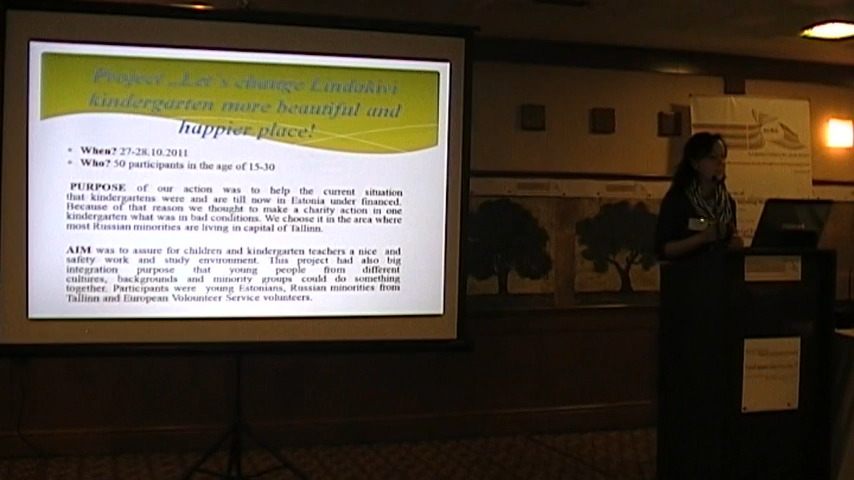 Project „Let's change Lindakivi
kindergarten more beautiful and
happier place!
When? 27-28.10.2011
Who? 50 participants in the age of 15-30
PURPOSE of our action was to help the current situation
that kindergartens were and are till now in Estonia under financed.
Because of that reason we thought to make a charity action in one
kindergarten what was in bad conditions. We choose it in the area where
most Russian minorities are living in capital of Tallinn.
AIM was to assure for children and kindergarten teachers a nice and
safety work and study environment. This project had also big
integration purpose that young people from different
cultures, backgrounds and minority groups could do something
together. Participants were young Estonians, Russian minorities from
Tallinn and European Volounteer Service volunteers.